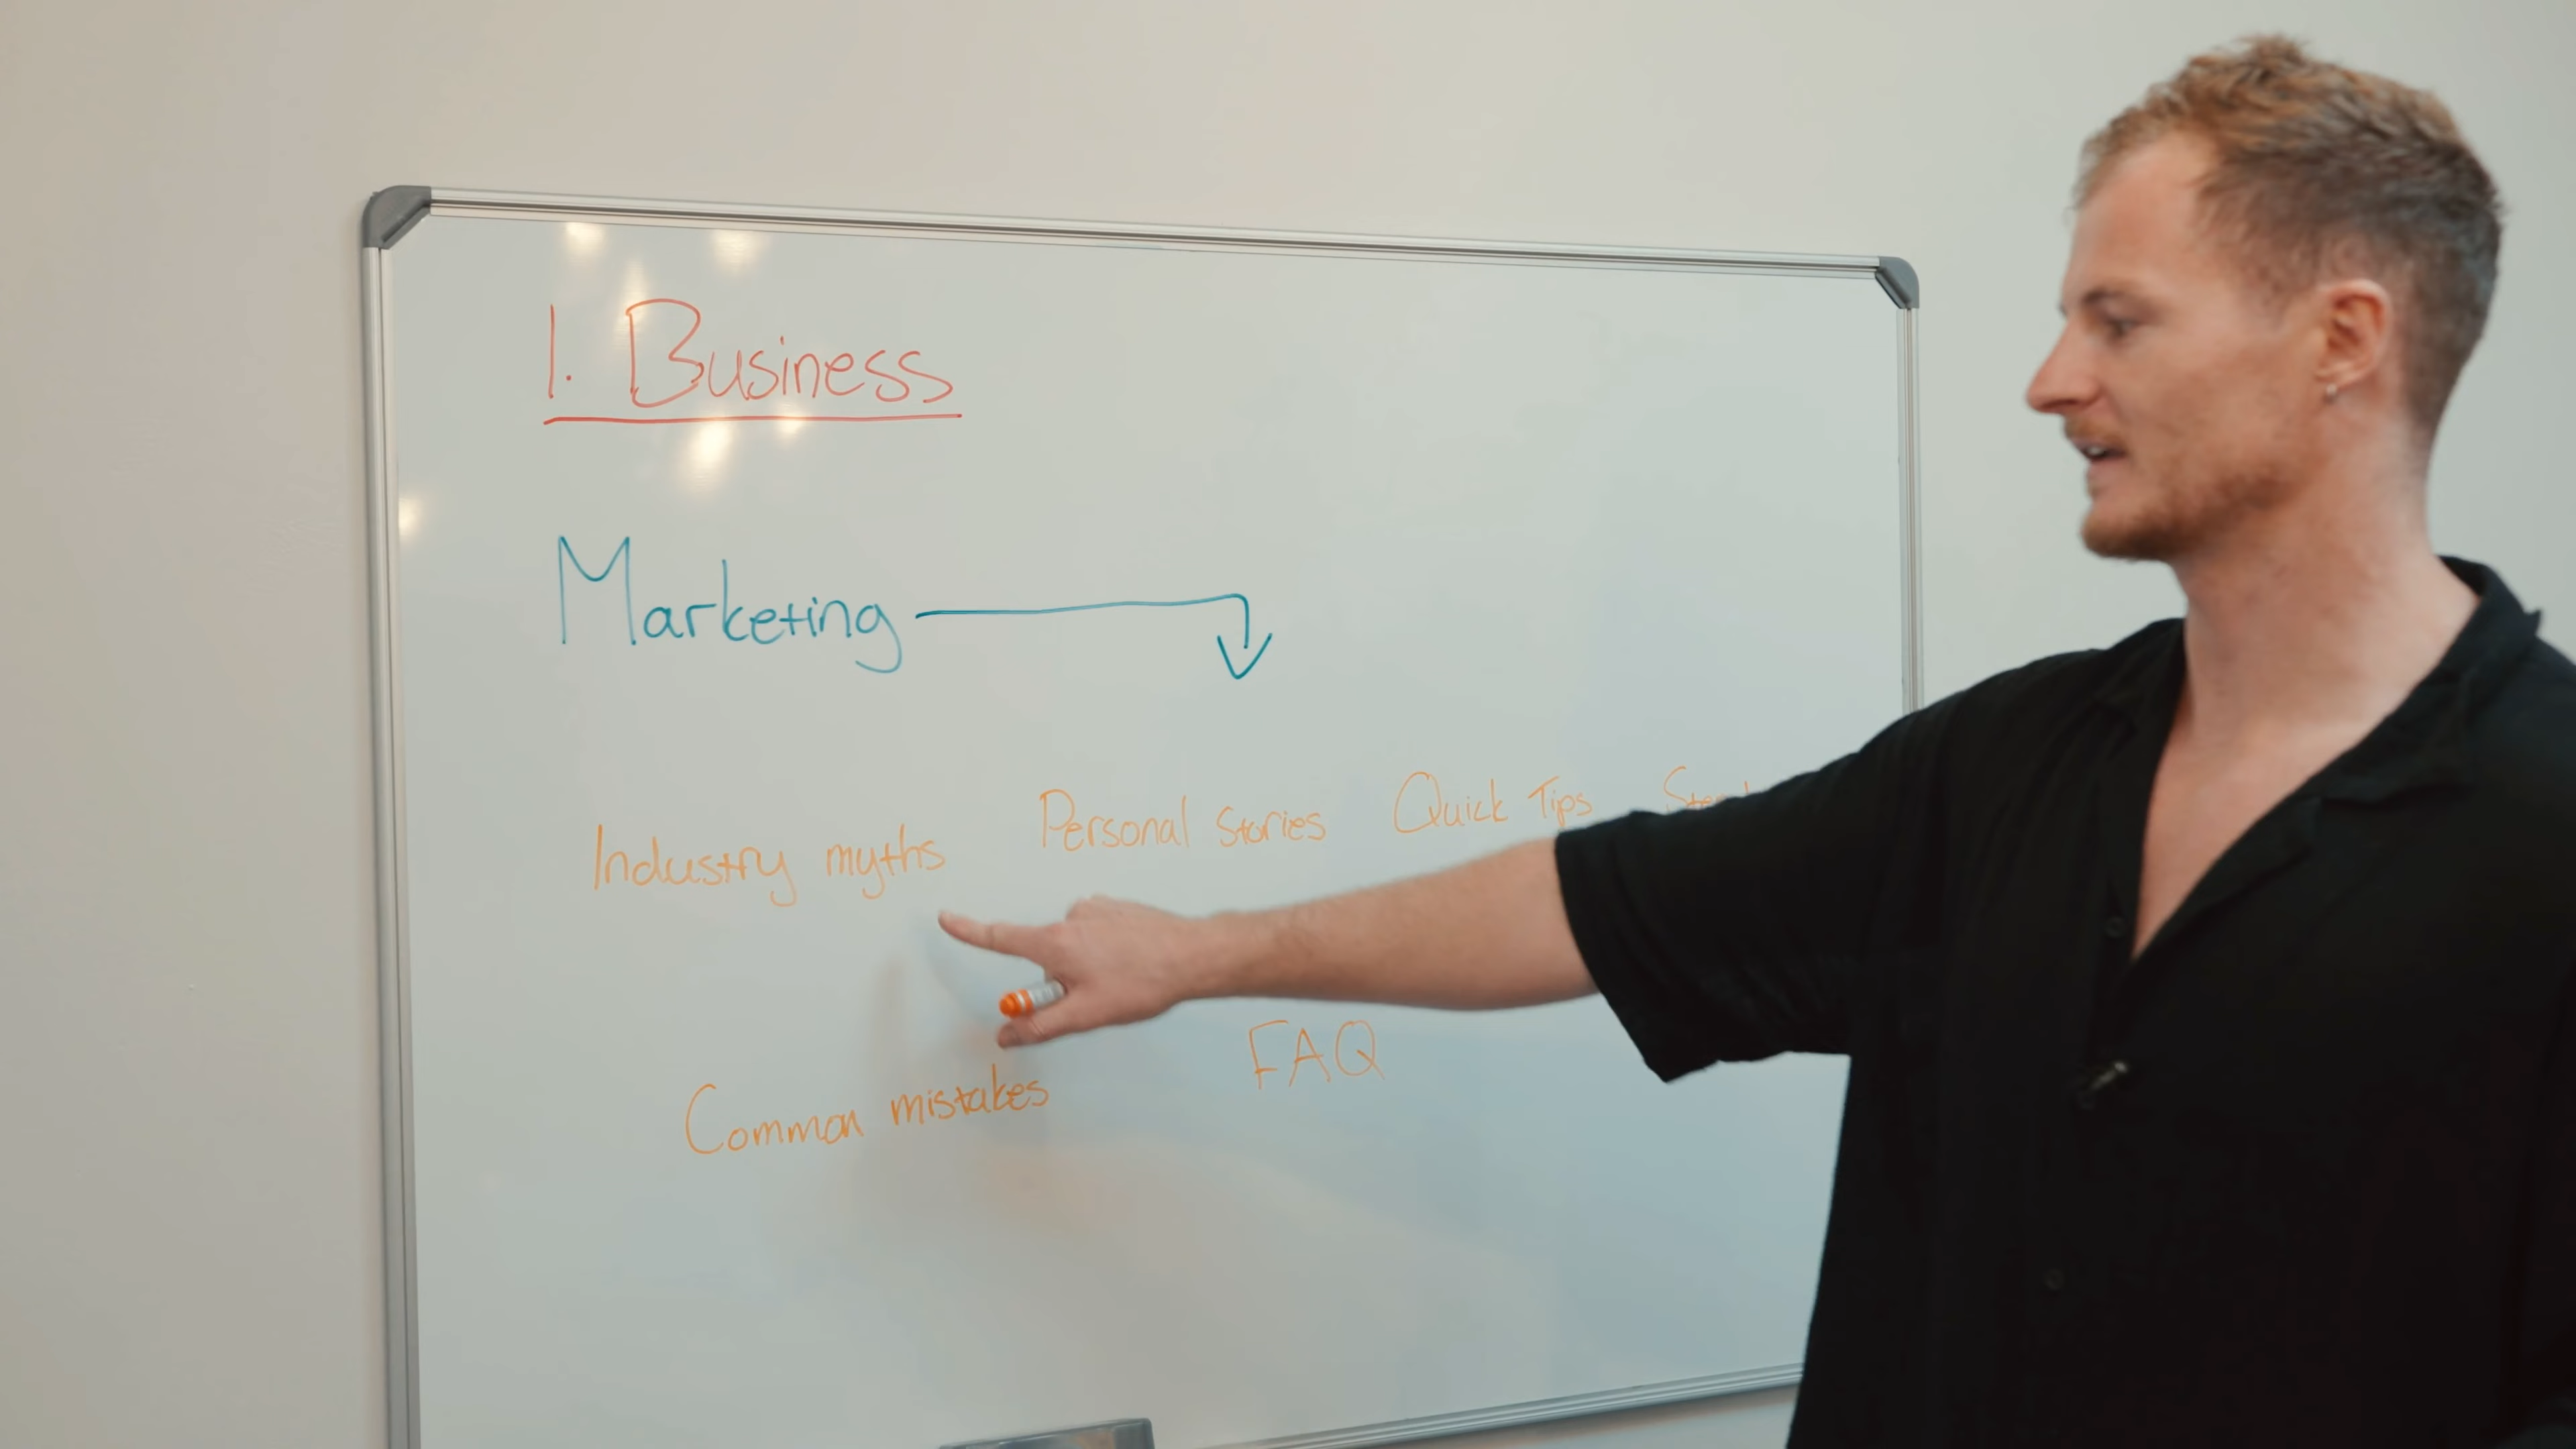 1. Business
Marketing
Industry myths
Personal Stories
Quick Tips
Common mistakes
FAQ